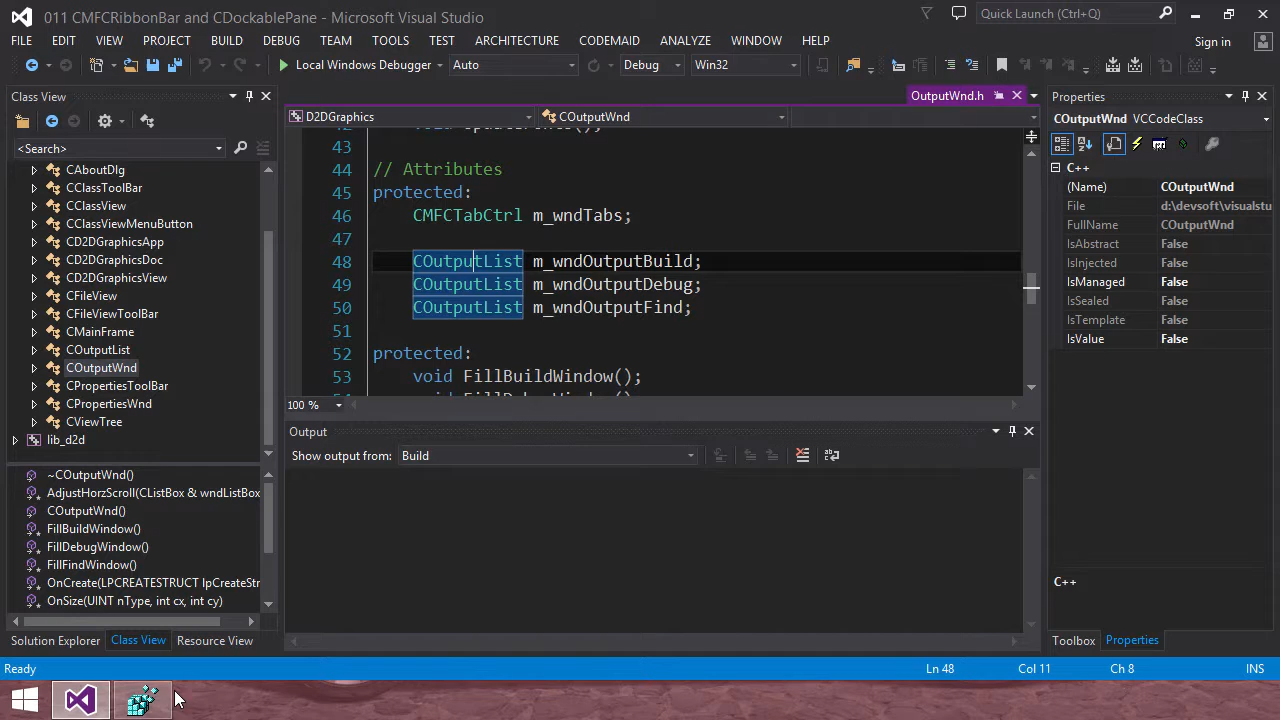 011 CMFCRibbonBar and CDockablePane - Microsoft Visual Studio
Quick Launch (Ctrl+Q)
FILE EDIT VIEW PROJECT BUILD DEBUG TEAM TOOLS TEST ARCHITECTURE CODEMAID ANALYZE WINDOW HELP
Sign in
Local Windows Debugger Auto Debug Win32
Class View
<Search>
CAboutDlg
CClassToolBar
CClassView
CClassViewMenuButton
CD2DGraphicsApp
CD2DGraphicsDoc
CD2DGraphicsView
CFileView
CFileViewToolBar
CMainFrame
COutputList
COutputWnd
CPropertiesToolBar
CPropertiesWnd
CViewTree
lib_d2d
~COutputWnd()
AdjustHorzScroll(CListBox & wndListBox
COutputWnd()
FillBuildWindow()
FillDebugWindow()
FillFindWindow()
OnCreate(LPCREATESTRUCT lpCreateStr
OnSize(UINT nType, int cx, int cy)
Solution Explorer Class View Resource View
OutputWnd.h
D2DGraphics COutputWnd
43
44 // Attributes
45 protected:
46 CMFCTabCtrl m_wndTabs;
47
48 COutputList m_wndOutputBuild;
49 COutputList m_wndOutputDebug;
50 COutputList m_wndOutputFind;
51
52 protected:
53 void FillBuildWindow();
100 %
Output
Show output from: Build
Properties
COutputWnd VCCodeClass
C++
(Name) COutputWnd
File d:\devsoft\visualstu
FullName COutputWnd
IsAbstract False
IsInjected False
IsManaged False
IsSealed False
IsTemplate False
IsValue False
C++
Toolbox Properties
Ready Ln 48 Col 11 Ch 8 INS